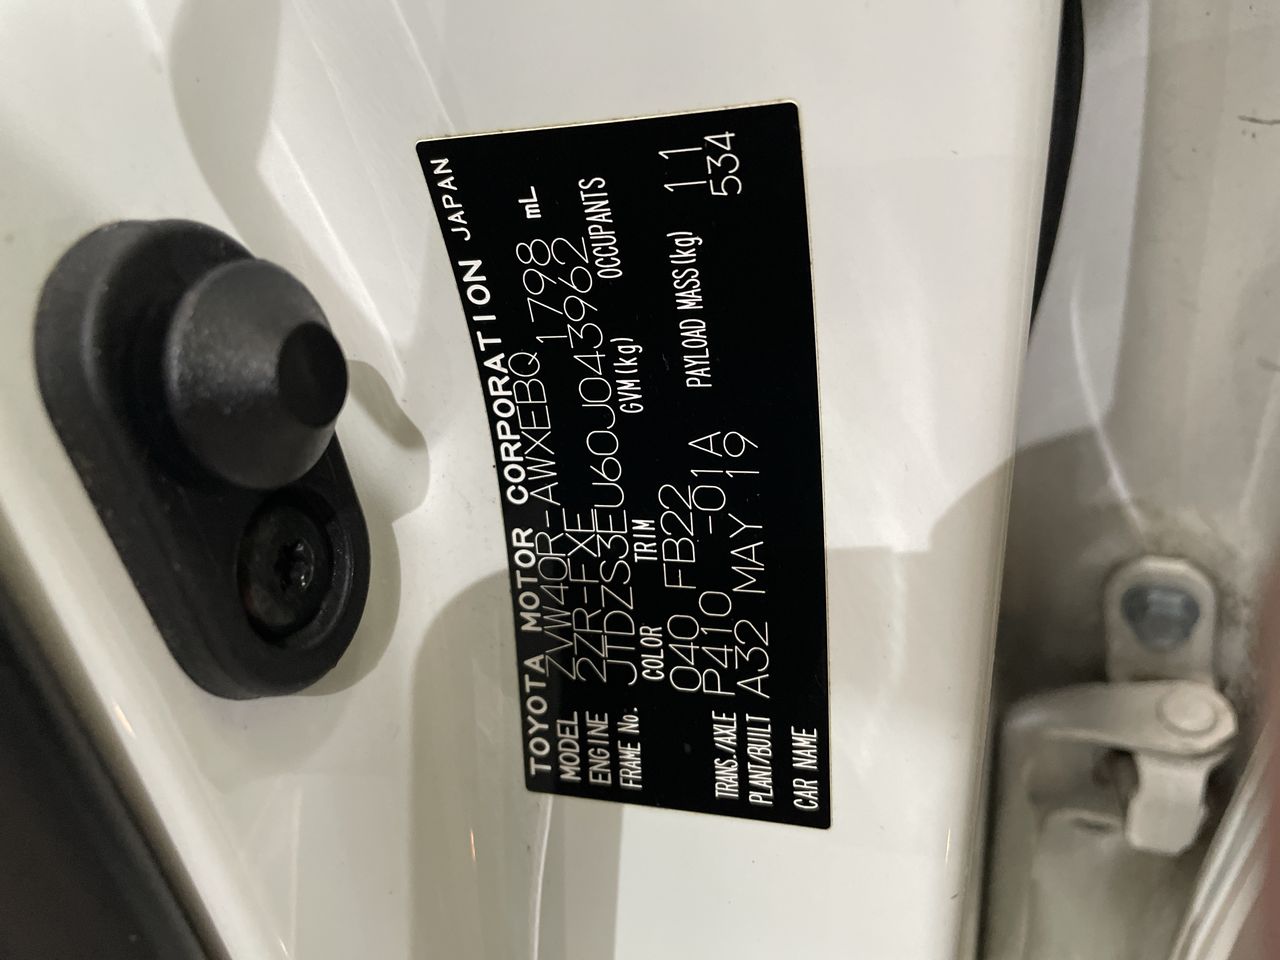 TOYOTA MOTOR CORPORATION JAPAN
MODEL ZVW40R-AWXEBQ
ENGINE 2ZR-FXE 1798 mL
FRAME No. JTDZS3EU60J043962
COLOR TRIM GVM(kg) OCCUPANTS
040 FB22
TRANS./AXLE P410 -01A PAYLOAD MASS(kg) 11
PLANT/BUILT A32 MAY.19 534
CAR NAME